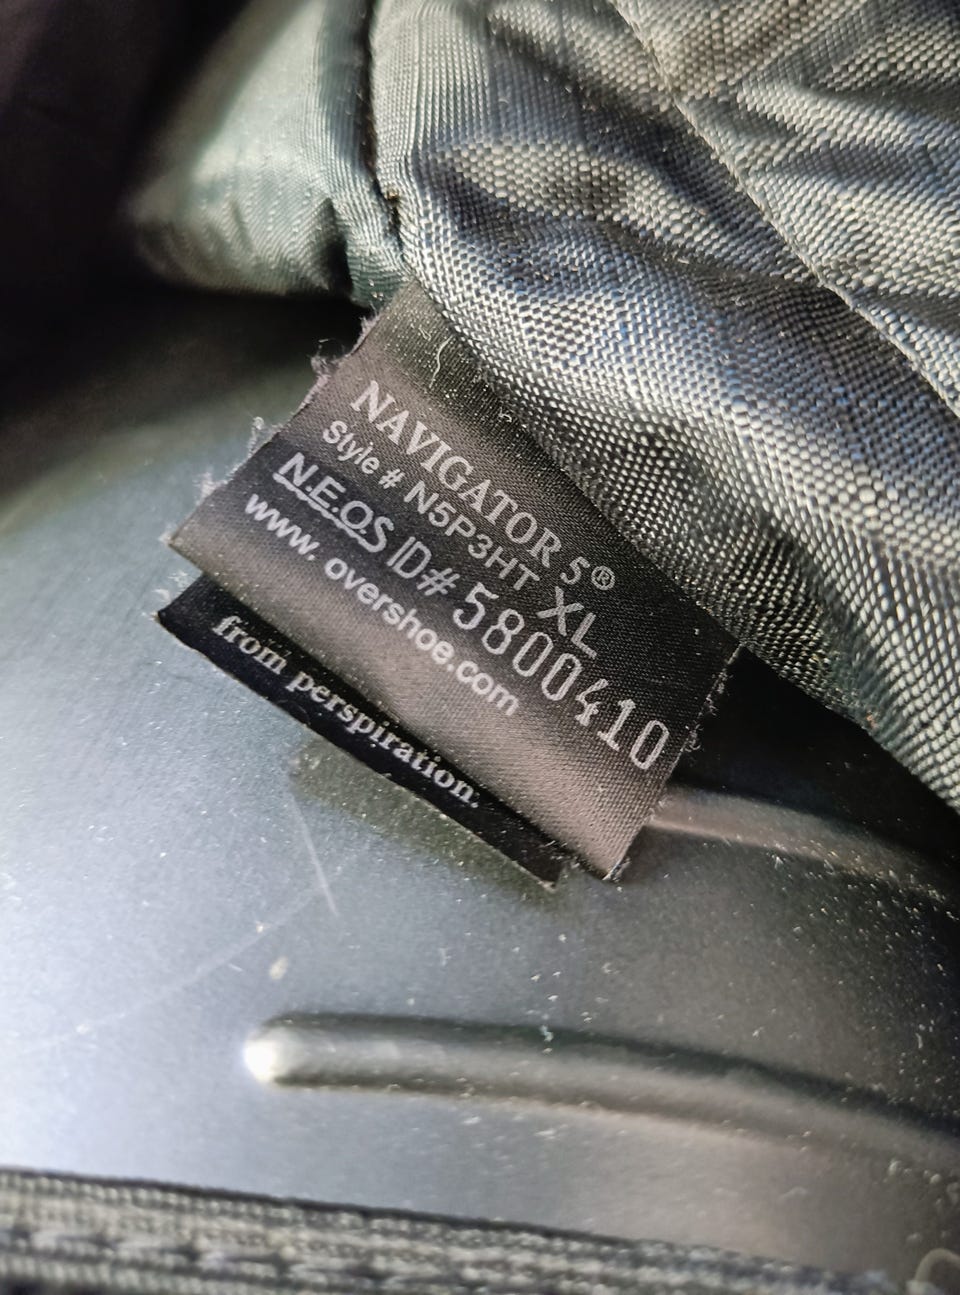 NAVIGATOR 5®
Style # N5P3HT XL
N.E.O.S ID# 5800410
www. overshoe.com
from perspiration.